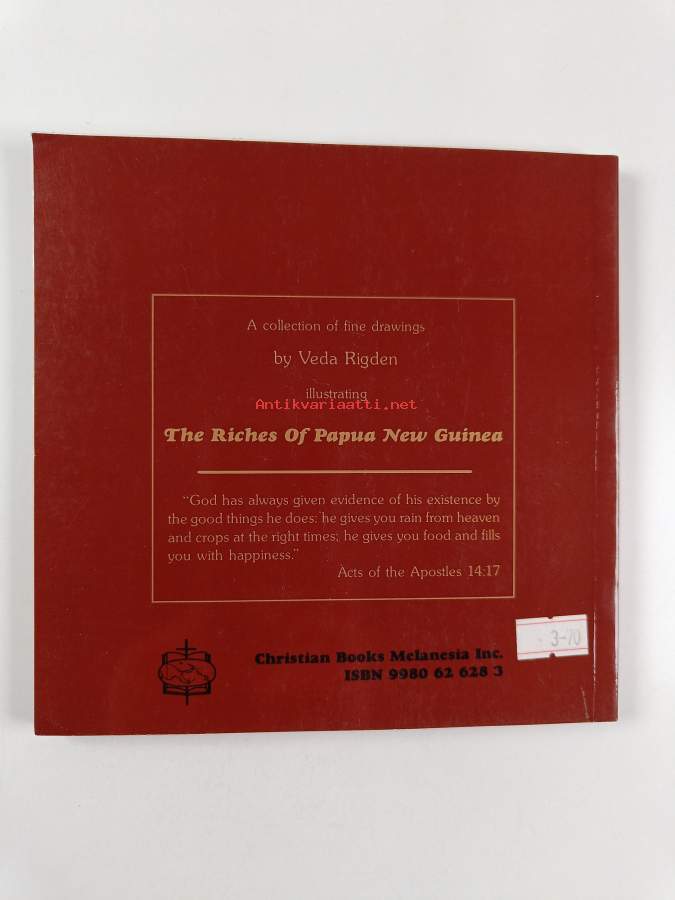 A collection of fine drawings
by Veda Rigden
illustrating
Antikvariaatti.net
The Riches Of Papua New Guinea
"God has always given evidence of his existence by
the good things he does: he gives you rain from heaven
and crops at the right times; he gives you food and fills
you with happiness."
Acts of the Apostles 14:17
3-70
Christian Books Melanesia Inc.
ISBN 9980 62 628 3